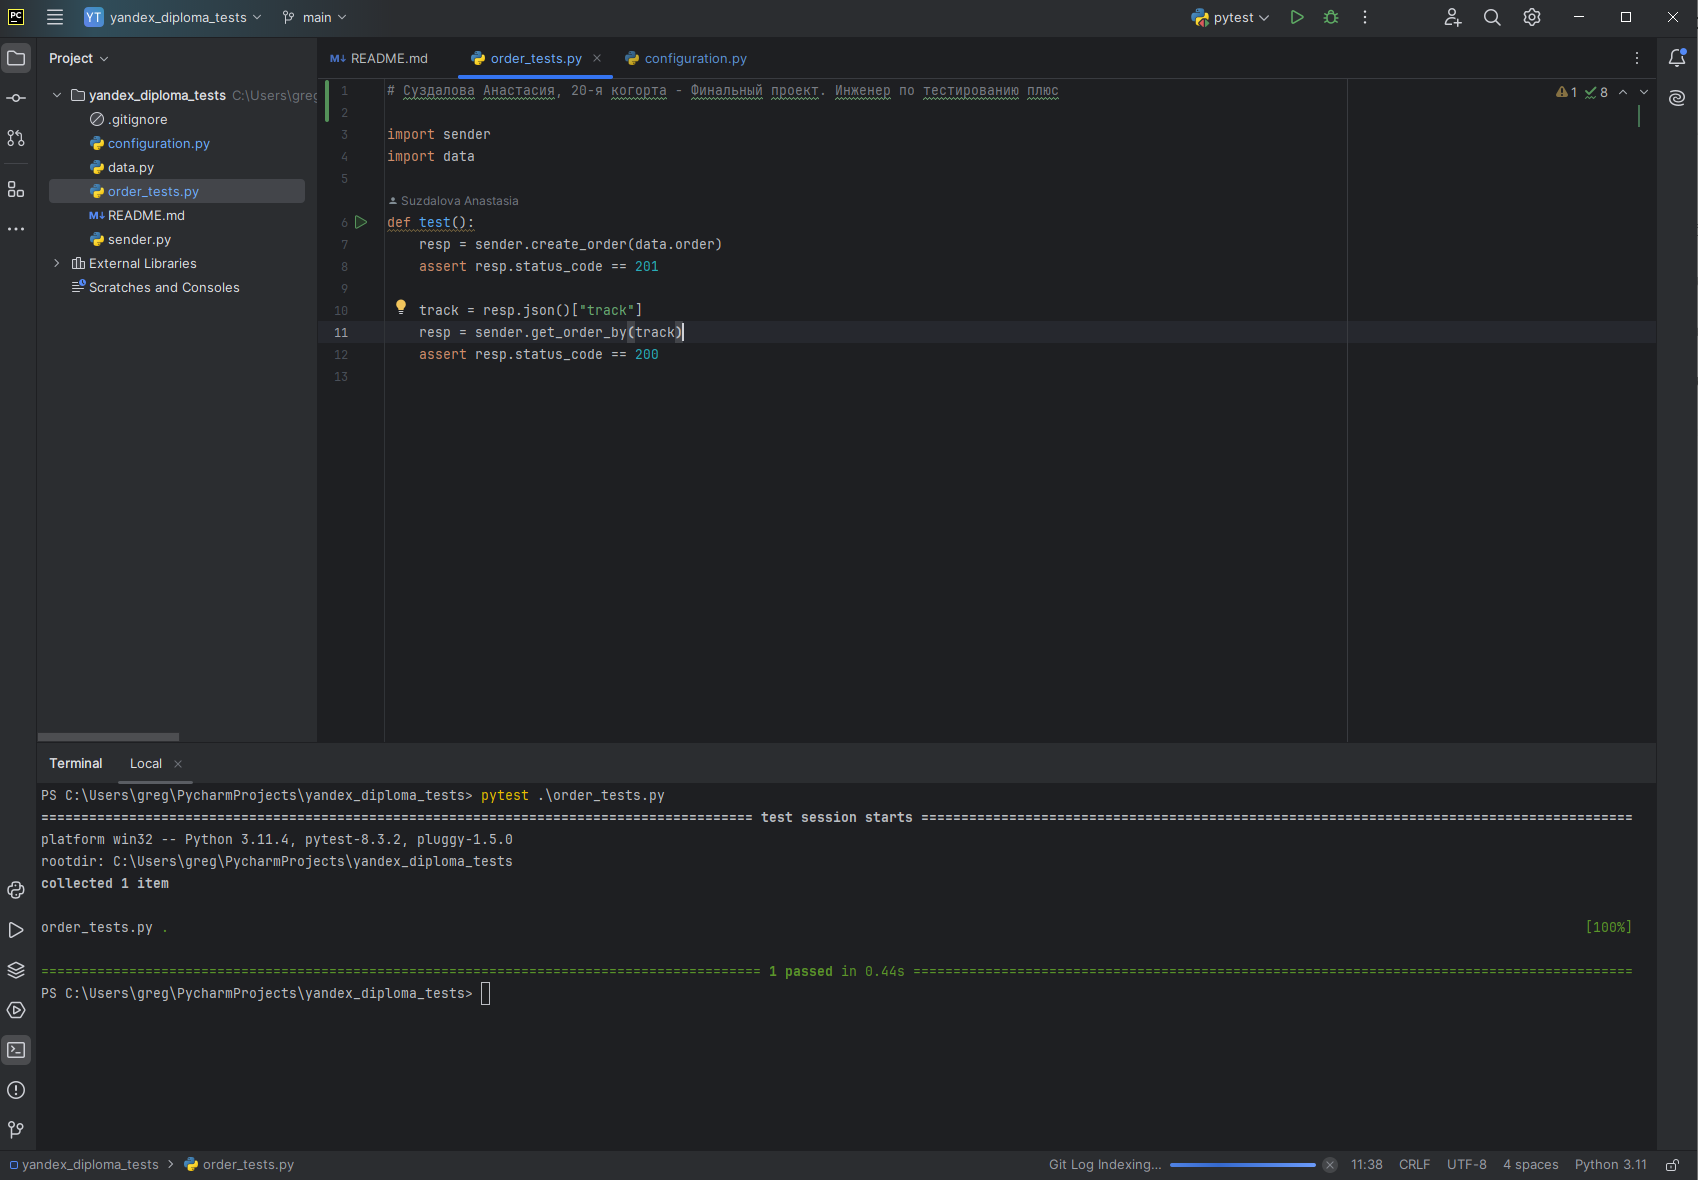 PC
YT yandex_diploma_tests main pytest
Project
README.md order_tests.py configuration.py
yandex_diploma_tests C:\Users\greg
.gitignore
configuration.py
data.py
order_tests.py
README.md
sender.py
External Libraries
Scratches and Consoles
1 # Суздалова Анастасия, 20-я когорта - Финальный проект. Инженер по тестированию плюс
1 8
2
3 import sender
4 import data
5
Suzdalova Anastasia
6 def test():
7 resp = sender.create_order(data.order)
8 assert resp.status_code == 201
9
10 track = resp.json()["track"]
11 resp = sender.get_order_by(track)
12 assert resp.status_code == 200
13
Terminal Local
PS C:\Users\greg\PycharmProjects\yandex_diploma_tests> pytest .\order_tests.py
========================================================================================= test session starts =========================================================================================
platform win32 -- Python 3.11.4, pytest-8.3.2, pluggy-1.5.0
rootdir: C:\Users\greg\PycharmProjects\yandex_diploma_tests
collected 1 item
order_tests.py . [100%]
========================================================================================== 1 passed in 0.44s ==========================================================================================
PS C:\Users\greg\PycharmProjects\yandex_diploma_tests>
yandex_diploma_tests > order_tests.py Git Log Indexing... 11:38 CRLF UTF-8 4 spaces Python 3.11